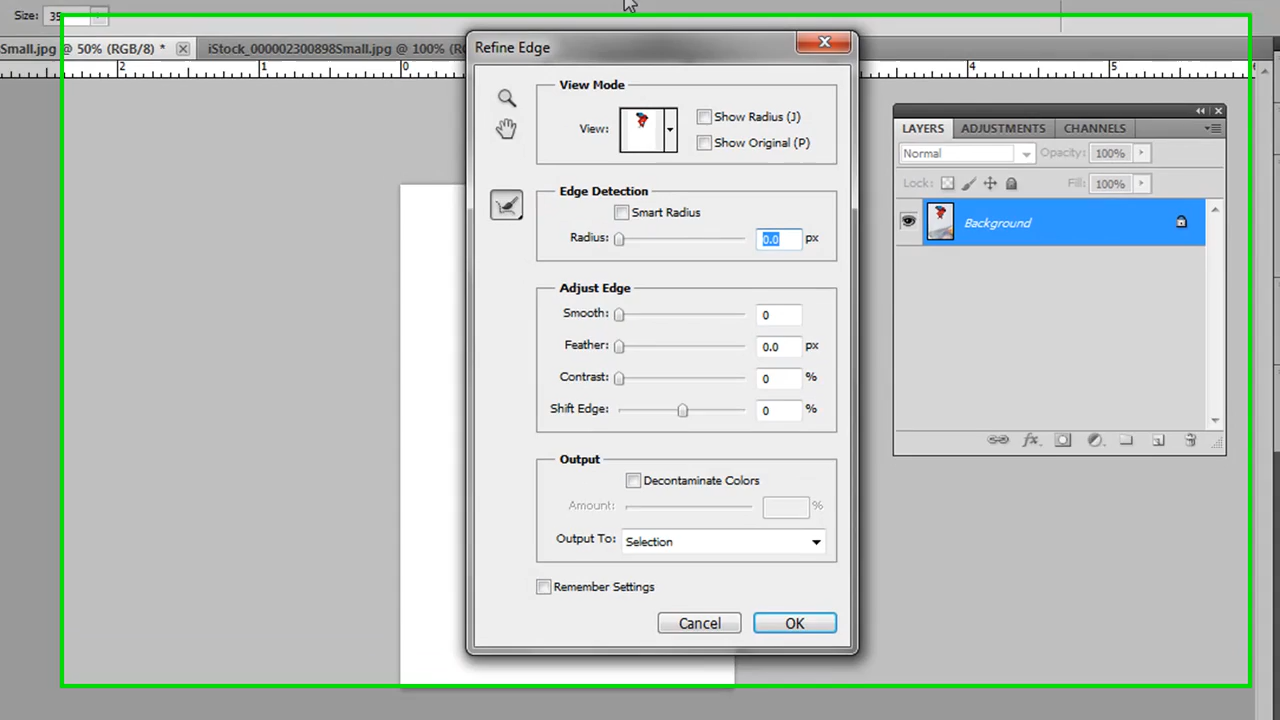 Size: 35
Small.jpg @ 50% (RGB/8) *
iStock_000002300898Small.jpg @ 100% (R
2 1 0 4 5
Refine Edge
View Mode
View:
Show Radius (J)
Show Original (P)
Edge Detection
Smart Radius
Radius: 0.0 px
Adjust Edge
Smooth: 0
Feather: 0.0 px
Contrast: 0 %
Shift Edge: 0 %
Output
Decontaminate Colors
Amount: %
Output To: Selection
Remember Settings
Cancel OK
LAYERS ADJUSTMENTS CHANNELS
Normal Opacity: 100%
Lock: Fill: 100%
Background
fx